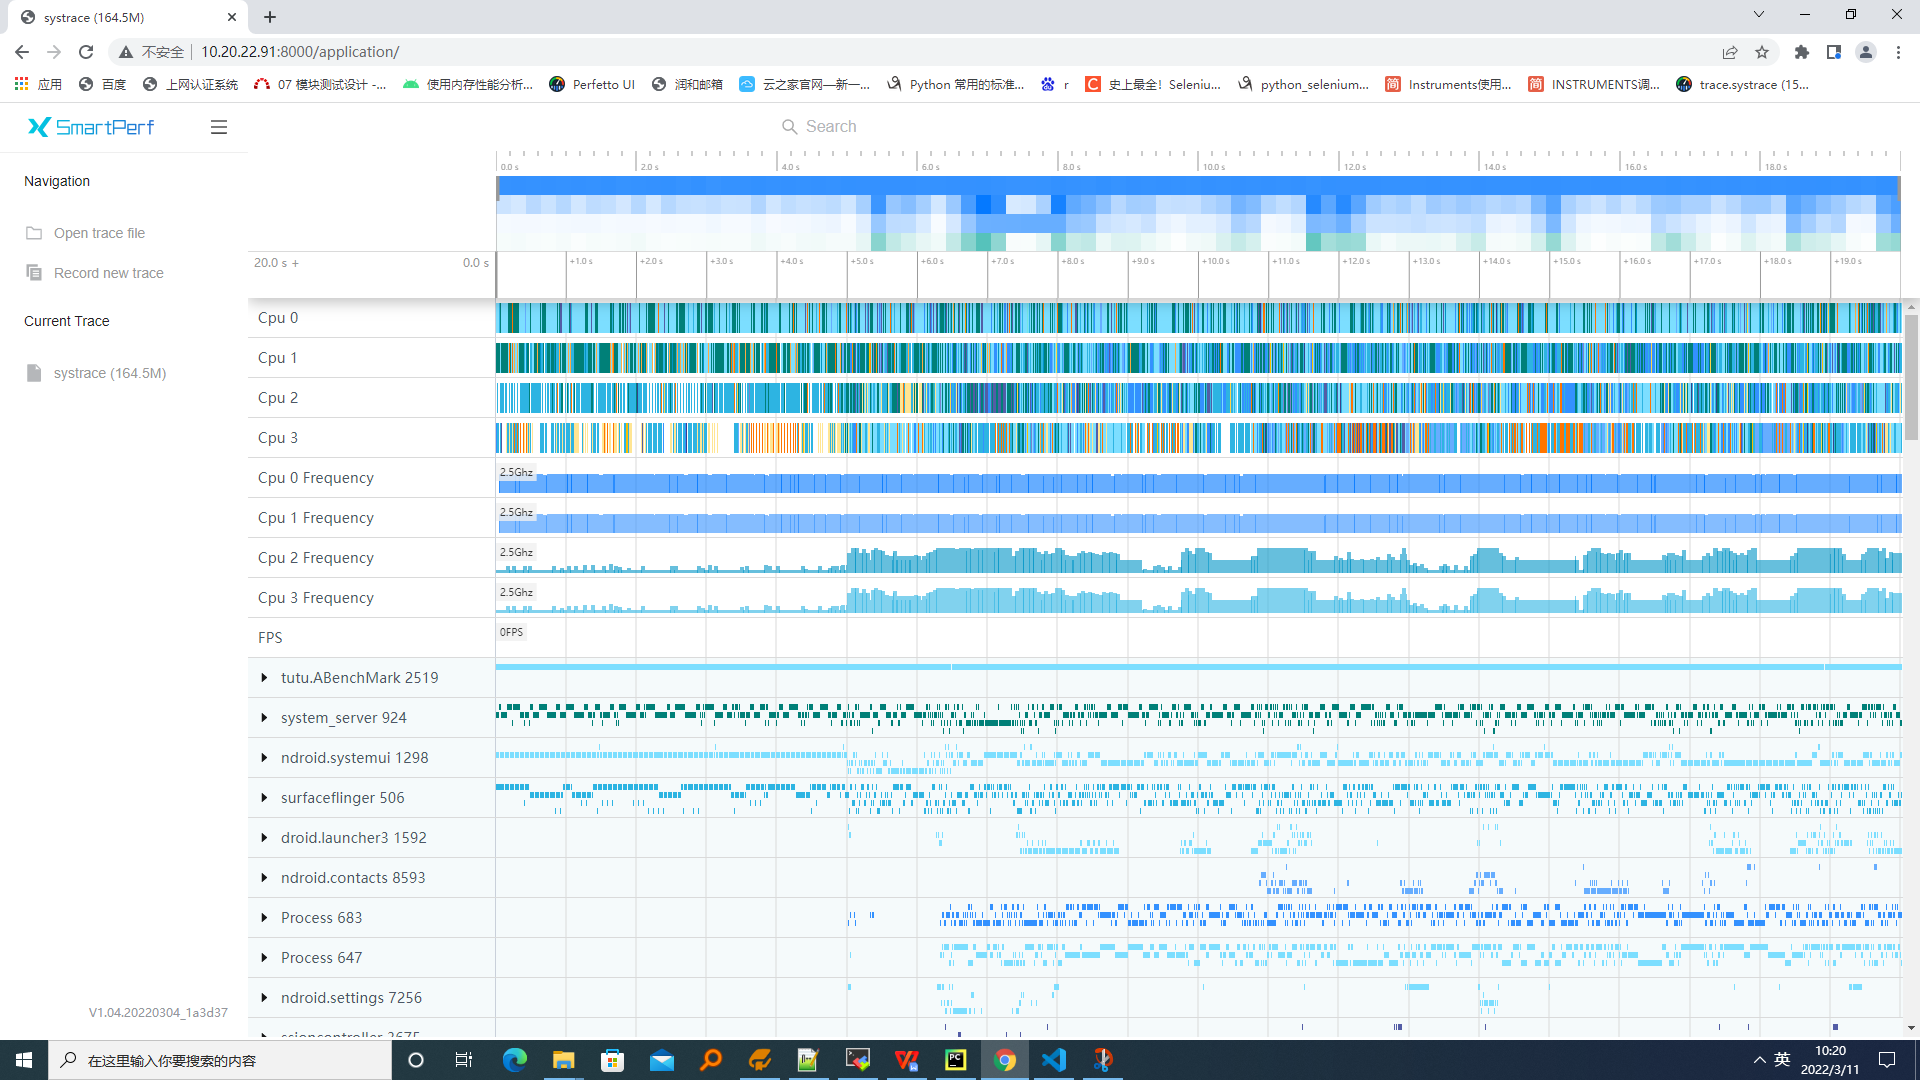 systrace (164.5M)
不安全
10.20.22.91:8000/application/
应用
百度
上网认证系统
07 模块测试设计 -...
使用内存性能分析...
Perfetto UI
润和邮箱
云之家官网—新一...
Python 常用的标准...
r
史上最全！Seleniu...
python_selenium...
Instruments使用...
INSTRUMENTS调...
trace.systrace (15...
SmartPerf
Search
Navigation
Open trace file
Record new trace
Current Trace
systrace (164.5M)
0.0 s 2.0 s 4.0 s 6.0 s 8.0 s 10.0 s 12.0 s 14.0 s 16.0 s 18.0 s
20.0 s + 0.0 s +1.0 s +2.0 s +3.0 s +4.0 s +5.0 s +6.0 s +7.0 s +8.0 s +9.0 s +10.0 s +11.0 s +12.0 s +13.0 s +14.0 s +15.0 s +16.0 s +17.0 s +18.0 s +19.0 s
Cpu 0
Cpu 1
Cpu 2
Cpu 3
Cpu 0 Frequency 2.5Ghz
Cpu 1 Frequency 2.5Ghz
Cpu 2 Frequency 2.5Ghz
Cpu 3 Frequency 2.5Ghz
FPS 0FPS
tutu.ABenchMark 2519
system_server 924
ndroid.systemui 1298
surfaceflinger 506
droid.launcher3 1592
ndroid.contacts 8593
Process 683
Process 647
ndroid.settings 7256
V1.04.20220304_1a3d37
在这里输入你要搜索的内容
英
10:20
2022/3/11